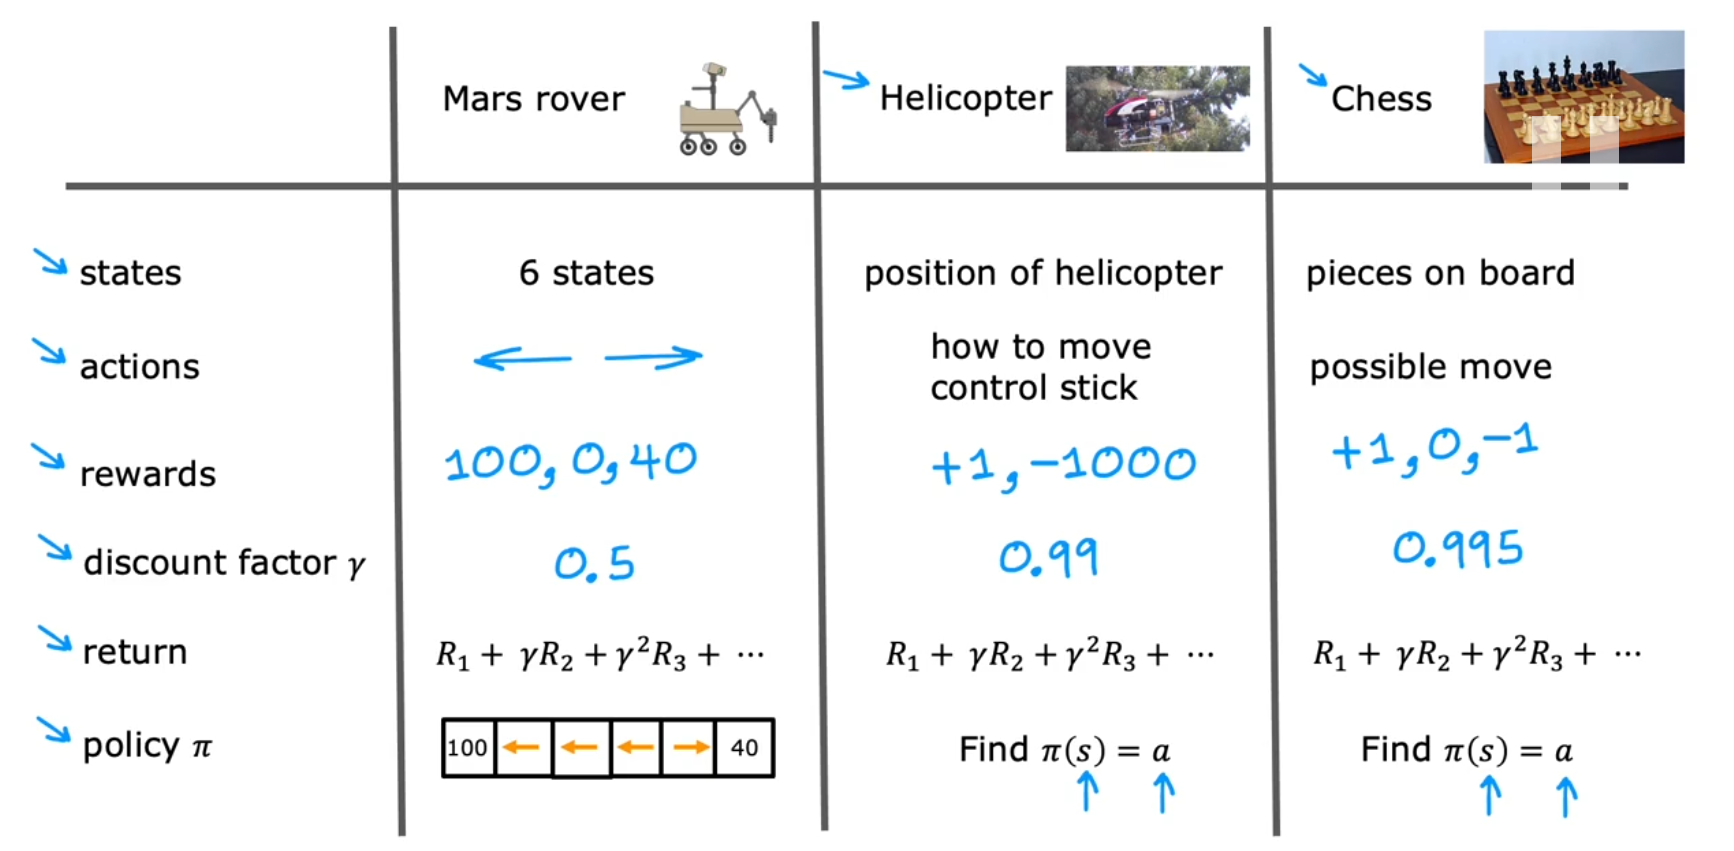 Mars rover Helicopter Chess
states 6 states position of helicopter pieces on board
actions ← → how to move control stick possible move
rewards 100, 0, 40 +1, -1000 +1, 0, -1
discount factor γ 0.5 0.99 0.995
return R₁ + γR₂ + γ²R₃ + ⋯ R₁ + γR₂ + γ²R₃ + ⋯ R₁ + γR₂ + γ²R₃ + ⋯
policy π 100 ← ← ← → 40 Find π(s) = a Find π(s) = a